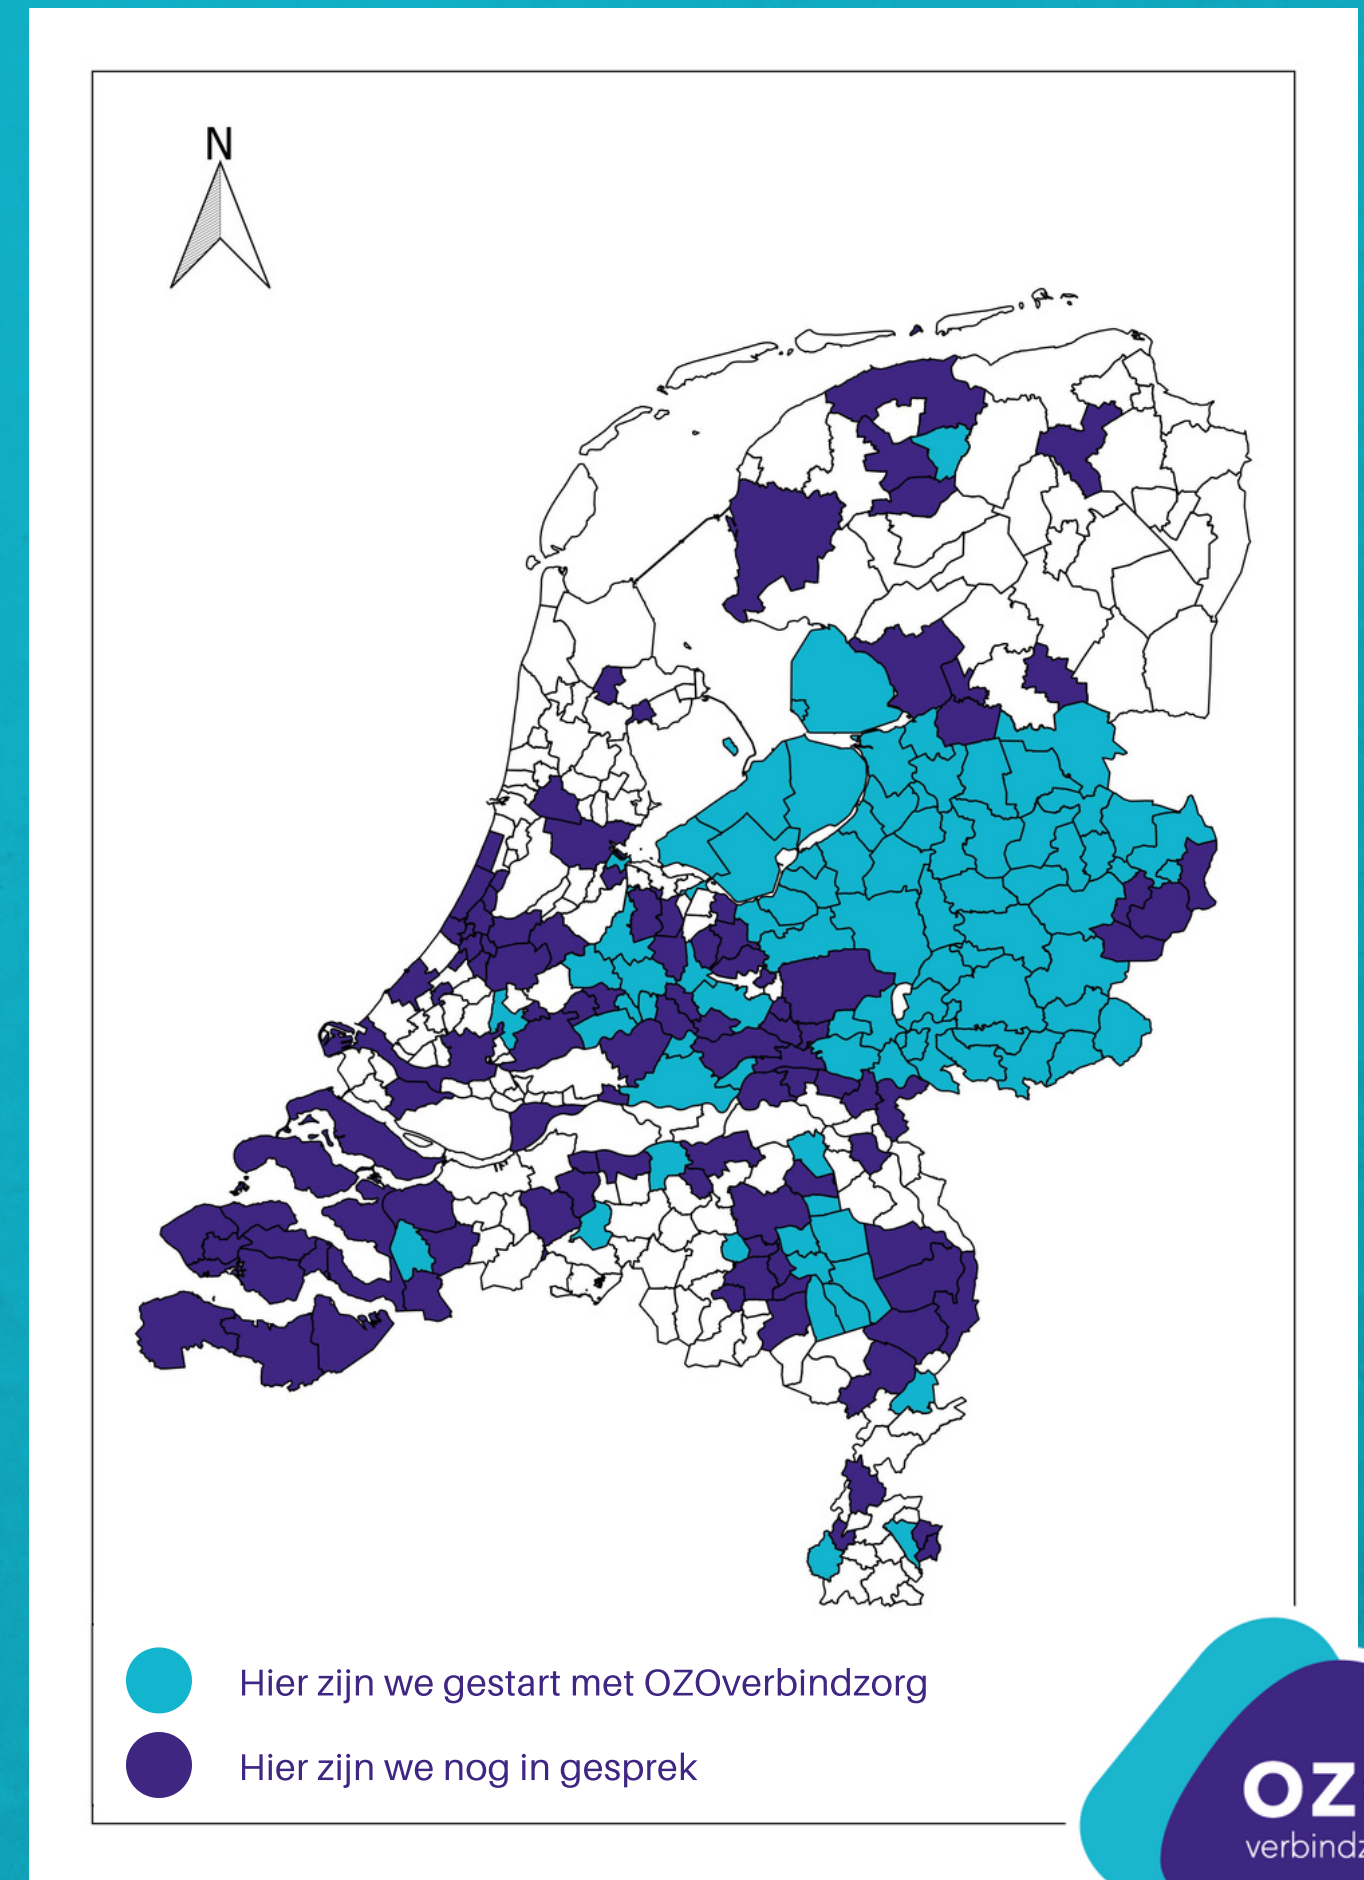 N
Hier zijn we gestart met OZOverbindzorg
Hier zijn we nog in gesprek
OZ
verbindz